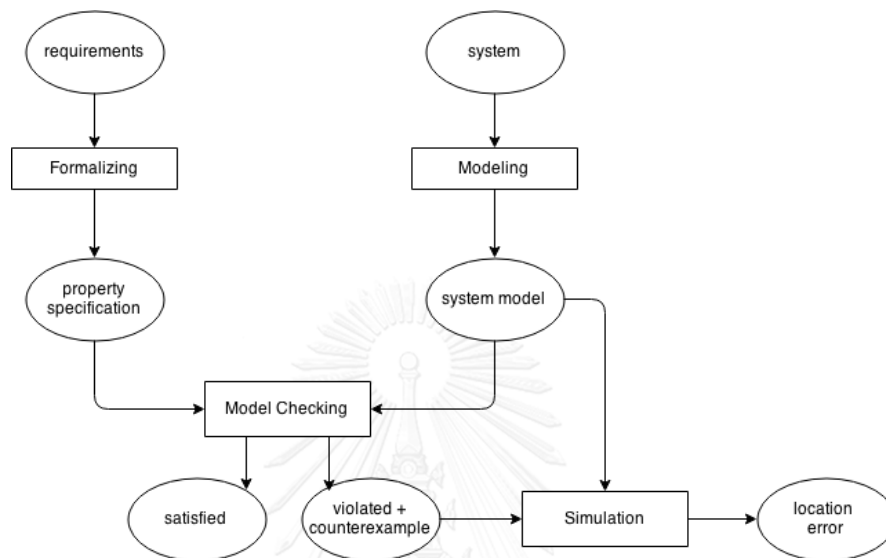 requirements
system
Formalizing
Modeling
property
specification
system model
Model Checking
satisfied
violated +
counterexample
Simulation
location
error